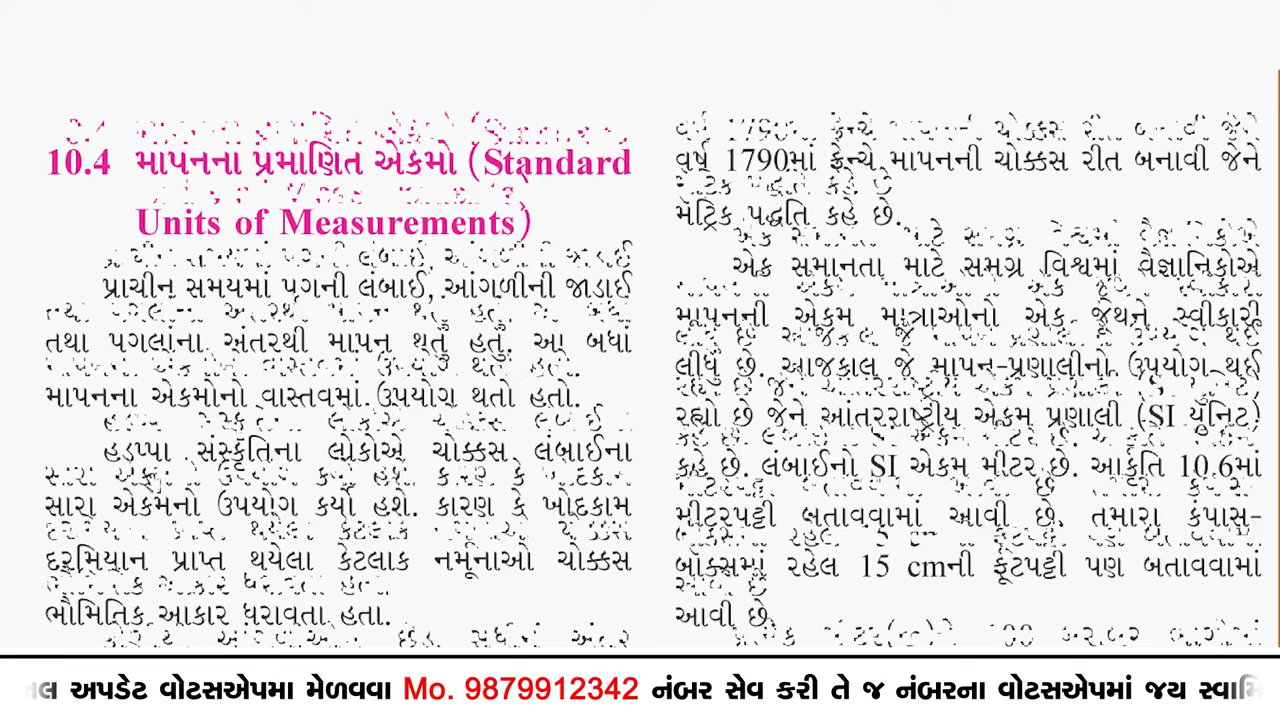 10.4 માપનના પ્રમાણિત એકમો (Standard
Units of Measurements)
પ્રાચીન સમયમાં પગની લંબાઈ, આંગળીની જાડાઈ
તથા પગલાંના અંતરથી માપન થતું હતું. આ બધાં
માપનના એકમોનો વાસ્તવમાં ઉપયોગ થતો હતો.
હડપ્પા સંસ્કૃતિના લોકોએ ચોક્કસ લંબાઈના
સારા એકમનો ઉપયોગ કર્યો હશે. કારણ કે ખોદકામ
દરમિયાન પ્રાપ્ત થયેલા કેટલાક નમૂનાઓ ચોક્કસ
ભૌમિતિક આકાર ધરાવતા હતા.
વર્ષ 1790માં ફ્રેન્ચે માપનની ચોક્કસ રીત બનાવી જેને
મૅટ્રિક પદ્ધતિ કહે છે.
એક સમાનતા માટે સમગ્ર વિશ્વમાં વૈજ્ઞાનિકોએ
માપનની એકમ માત્રાઓનો એક જૂથને સ્વીકારી
લીધું છે. આજકાલ જે માપન-પ્રણાલીનો ઉપયોગ થઈ
રહ્યો છે જેને આંતરરાષ્ટ્રીય એકમ પ્રણાલી (SI યુનિટ)
કહે છે. લંબાઈનો SI એકમ મીટર છે. આકૃતિ 10.6માં
મીટરપટ્ટી બતાવવામાં આવી છે. તમારા કંપાસ-
બૉક્સમાં રહેલ 15 cmની ફૂટપટ્ટી પણ બતાવવામાં
આવી છે.
અપડેટ વોટસએપમા મેળવવા Mo. 9879912342 નંબર સેવ કરી તે જ નંબરના વોટસએપમાં જય